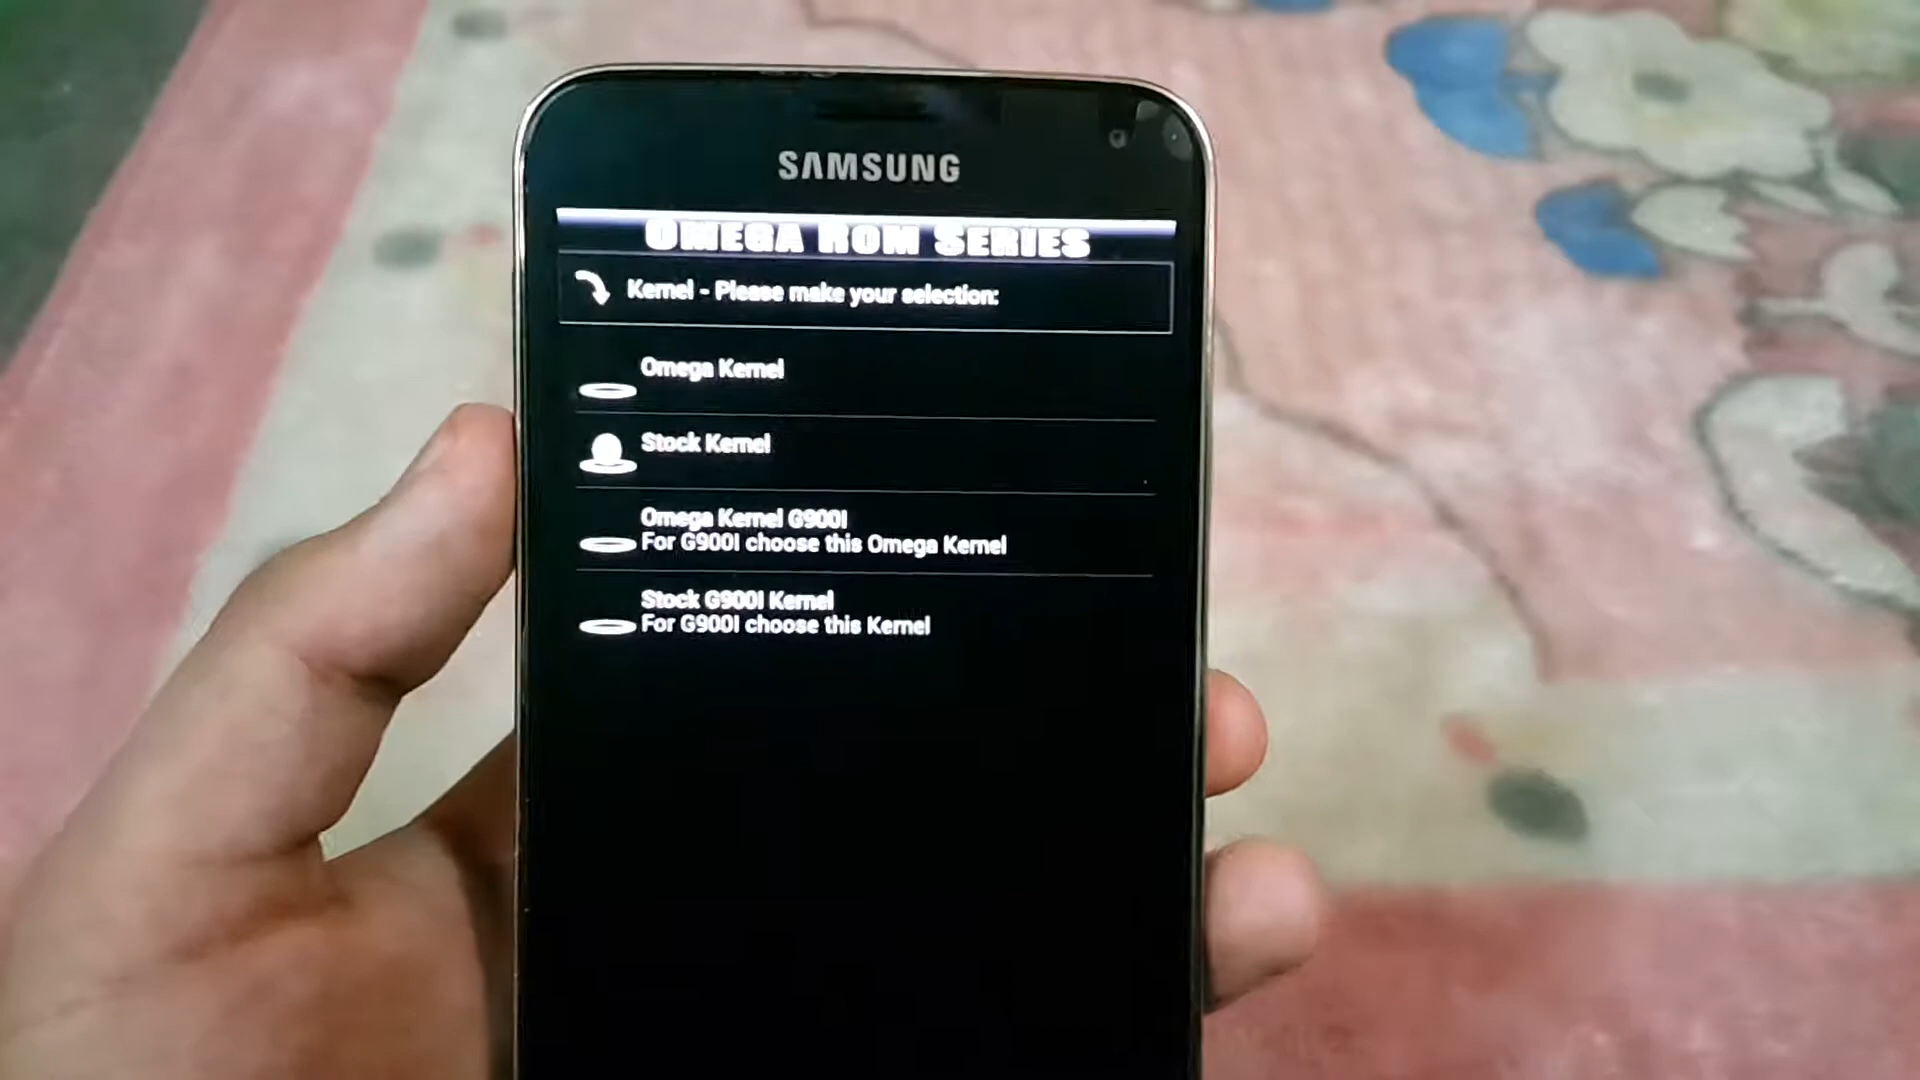 SAMSUNG
OMEGA ROM SERIES
Kernel - Please make your selection:
Omega Kernel
Stock Kernel
Omega Kernel G900I
For G900I choose this Omega Kernel
Stock G900I Kernel
For G900I choose this Kernel